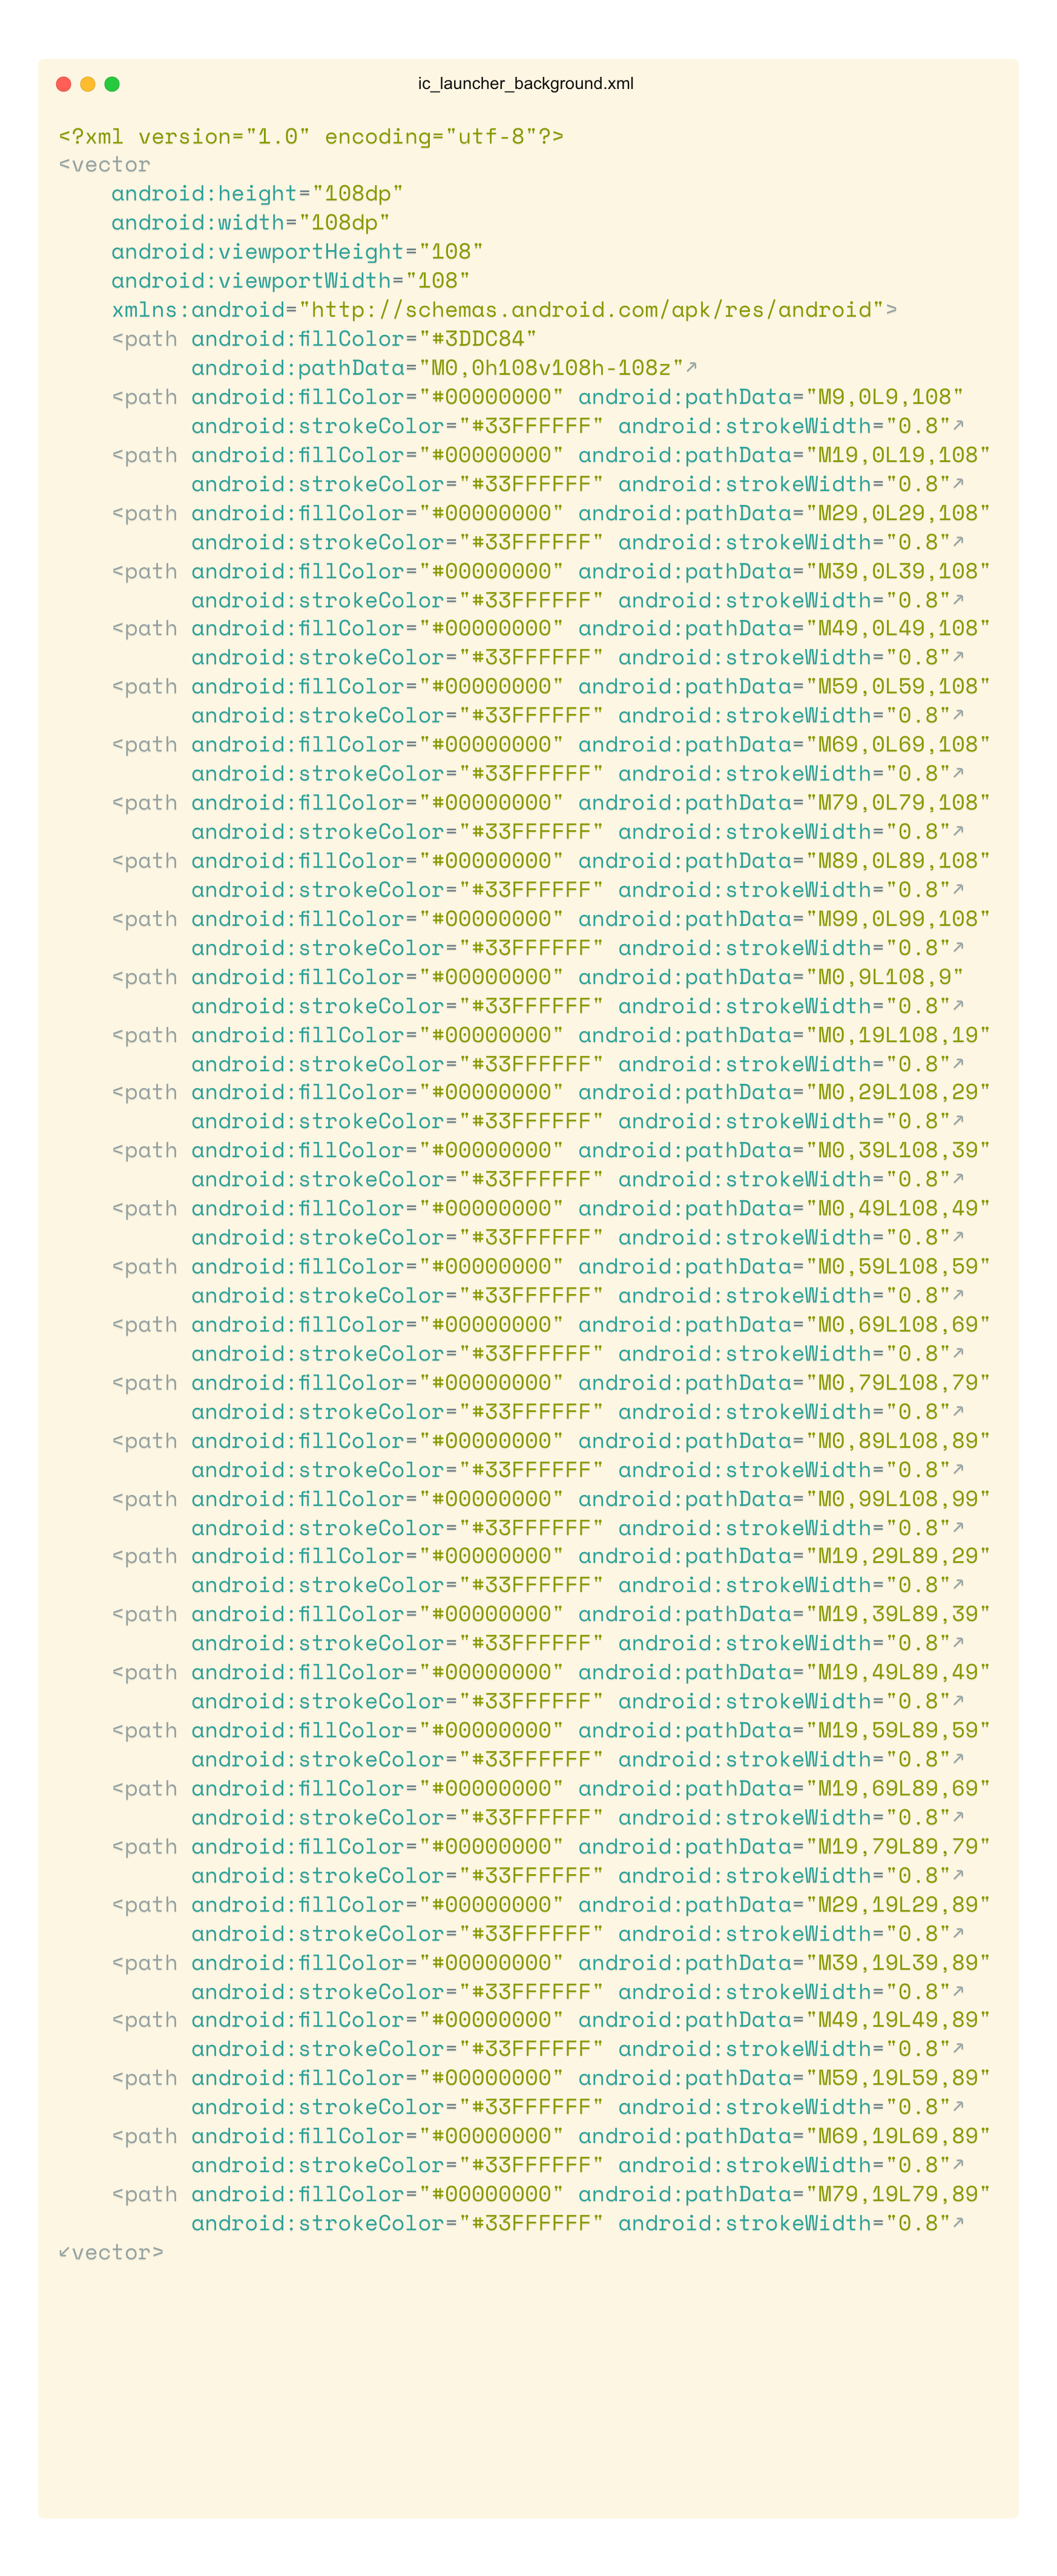 ic_launcher_background.xml
<?xml version="1.0" encoding="utf-8"?>
<vector
    android:height="108dp"
    android:width="108dp"
    android:viewportHeight="108"
    android:viewportWidth="108"
    xmlns:android="http://schemas.android.com/apk/res/android">
    <path android:fillColor="#3DDC84"
          android:pathData="M0,0h108v108h-108z"/>
    <path android:fillColor="#00000000" android:pathData="M9,0L9,108"
          android:strokeColor="#33FFFFFF" android:strokeWidth="0.8"/>
    <path android:fillColor="#00000000" android:pathData="M19,0L19,108"
          android:strokeColor="#33FFFFFF" android:strokeWidth="0.8"/>
    <path android:fillColor="#00000000" android:pathData="M29,0L29,108"
          android:strokeColor="#33FFFFFF" android:strokeWidth="0.8"/>
    <path android:fillColor="#00000000" android:pathData="M39,0L39,108"
          android:strokeColor="#33FFFFFF" android:strokeWidth="0.8"/>
    <path android:fillColor="#00000000" android:pathData="M49,0L49,108"
          android:strokeColor="#33FFFFFF" android:strokeWidth="0.8"/>
    <path android:fillColor="#00000000" android:pathData="M59,0L59,108"
          android:strokeColor="#33FFFFFF" android:strokeWidth="0.8"/>
    <path android:fillColor="#00000000" android:pathData="M69,0L69,108"
          android:strokeColor="#33FFFFFF" android:strokeWidth="0.8"/>
    <path android:fillColor="#00000000" android:pathData="M79,0L79,108"
          android:strokeColor="#33FFFFFF" android:strokeWidth="0.8"/>
    <path android:fillColor="#00000000" android:pathData="M89,0L89,108"
          android:strokeColor="#33FFFFFF" android:strokeWidth="0.8"/>
    <path android:fillColor="#00000000" android:pathData="M99,0L99,108"
          android:strokeColor="#33FFFFFF" android:strokeWidth="0.8"/>
    <path android:fillColor="#00000000" android:pathData="M0,9L108,9"
          android:strokeColor="#33FFFFFF" android:strokeWidth="0.8"/>
    <path android:fillColor="#00000000" android:pathData="M0,19L108,19"
          android:strokeColor="#33FFFFFF" android:strokeWidth="0.8"/>
    <path android:fillColor="#00000000" android:pathData="M0,29L108,29"
          android:strokeColor="#33FFFFFF" android:strokeWidth="0.8"/>
    <path android:fillColor="#00000000" android:pathData="M0,39L108,39"
          android:strokeColor="#33FFFFFF" android:strokeWidth="0.8"/>
    <path android:fillColor="#00000000" android:pathData="M0,49L108,49"
          android:strokeColor="#33FFFFFF" android:strokeWidth="0.8"/>
    <path android:fillColor="#00000000" android:pathData="M0,59L108,59"
          android:strokeColor="#33FFFFFF" android:strokeWidth="0.8"/>
    <path android:fillColor="#00000000" android:pathData="M0,69L108,69"
          android:strokeColor="#33FFFFFF" android:strokeWidth="0.8"/>
    <path android:fillColor="#00000000" android:pathData="M0,79L108,79"
          android:strokeColor="#33FFFFFF" android:strokeWidth="0.8"/>
    <path android:fillColor="#00000000" android:pathData="M0,89L108,89"
          android:strokeColor="#33FFFFFF" android:strokeWidth="0.8"/>
    <path android:fillColor="#00000000" android:pathData="M0,99L108,99"
          android:strokeColor="#33FFFFFF" android:strokeWidth="0.8"/>
    <path android:fillColor="#00000000" android:pathData="M19,29L89,29"
          android:strokeColor="#33FFFFFF" android:strokeWidth="0.8"/>
    <path android:fillColor="#00000000" android:pathData="M19,39L89,39"
          android:strokeColor="#33FFFFFF" android:strokeWidth="0.8"/>
    <path android:fillColor="#00000000" android:pathData="M19,49L89,49"
          android:strokeColor="#33FFFFFF" android:strokeWidth="0.8"/>
    <path android:fillColor="#00000000" android:pathData="M19,59L89,59"
          android:strokeColor="#33FFFFFF" android:strokeWidth="0.8"/>
    <path android:fillColor="#00000000" android:pathData="M19,69L89,69"
          android:strokeColor="#33FFFFFF" android:strokeWidth="0.8"/>
    <path android:fillColor="#00000000" android:pathData="M19,79L89,79"
          android:strokeColor="#33FFFFFF" android:strokeWidth="0.8"/>
    <path android:fillColor="#00000000" android:pathData="M29,19L29,89"
          android:strokeColor="#33FFFFFF" android:strokeWidth="0.8"/>
    <path android:fillColor="#00000000" android:pathData="M39,19L39,89"
          android:strokeColor="#33FFFFFF" android:strokeWidth="0.8"/>
    <path android:fillColor="#00000000" android:pathData="M49,19L49,89"
          android:strokeColor="#33FFFFFF" android:strokeWidth="0.8"/>
    <path android:fillColor="#00000000" android:pathData="M59,19L59,89"
          android:strokeColor="#33FFFFFF" android:strokeWidth="0.8"/>
    <path android:fillColor="#00000000" android:pathData="M69,19L69,89"
          android:strokeColor="#33FFFFFF" android:strokeWidth="0.8"/>
    <path android:fillColor="#00000000" android:pathData="M79,19L79,89"
          android:strokeColor="#33FFFFFF" android:strokeWidth="0.8"/>
</vector>